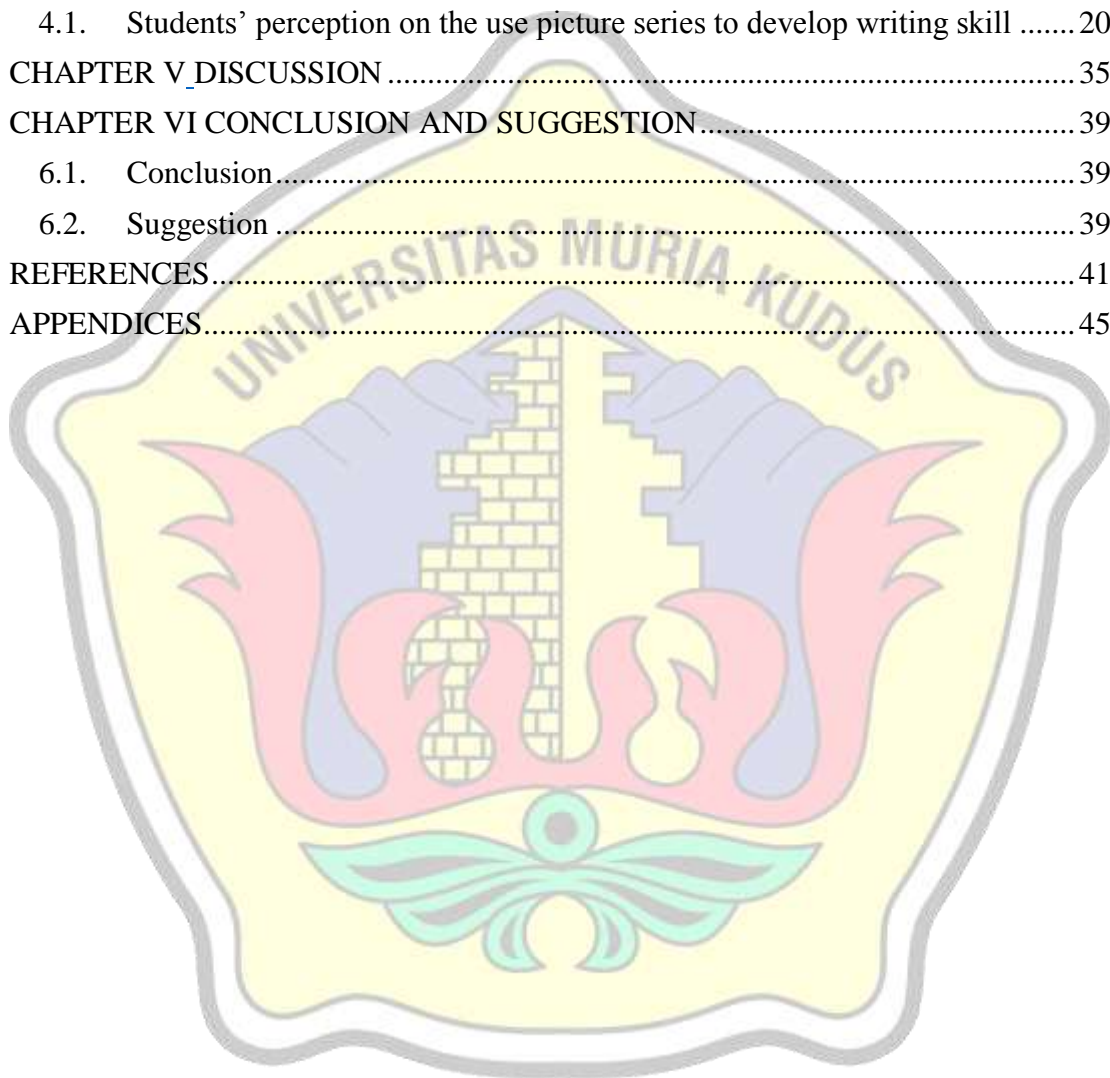 4.1. Students’ perception on the use picture series to develop writing skill ....... 20
CHAPTER V DISCUSSION ........................................................................ 35
CHAPTER VI CONCLUSION AND SUGGESTION .................................... 39
6.1. Conclusion ........................................................................................ 39
6.2. Suggestion ........................................................................................ 39
REFERENCES ............................................................................................ 41
APPENDICES ............................................................................................. 45
UNIVERSITAS MURIA KUDUS